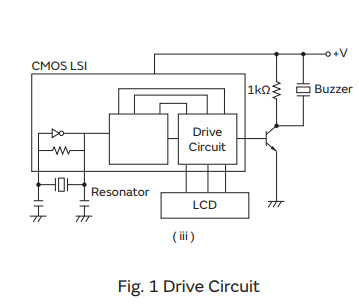 +V
CMOS LSI
1kΩ
Buzzer
Drive
Circuit
Resonator
LCD
(iii)
Fig. 1 Drive Circuit